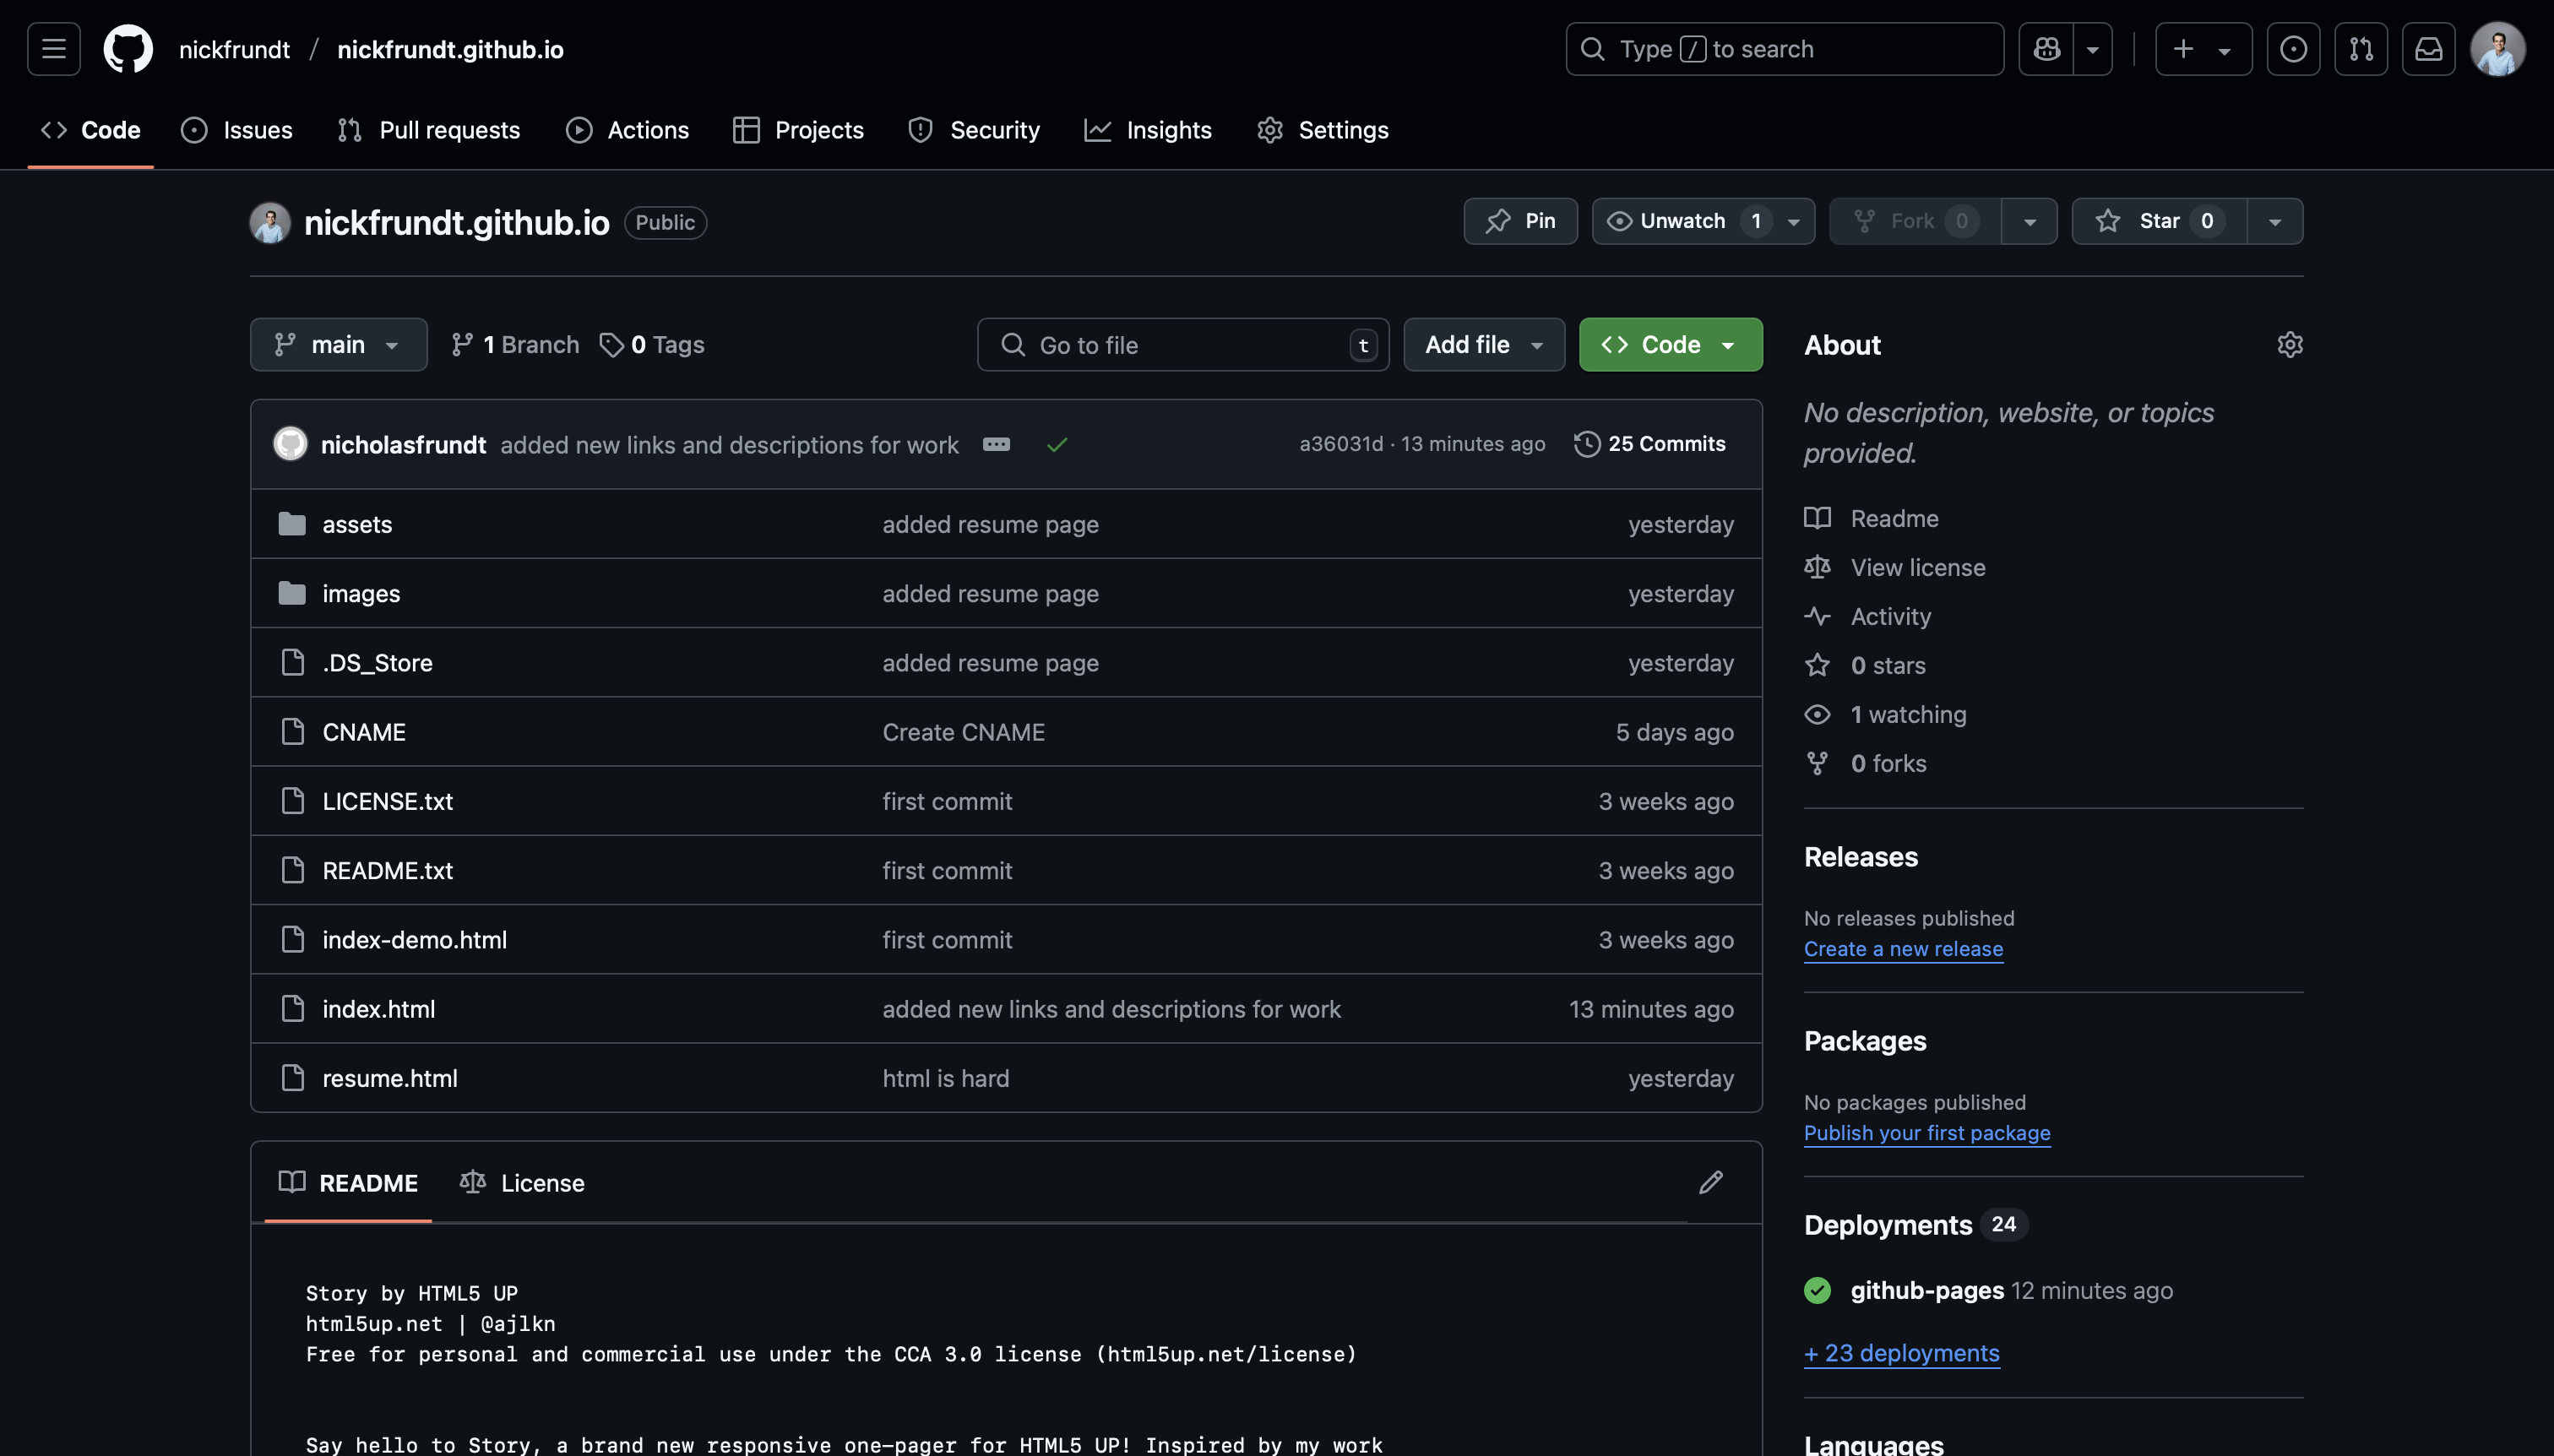 nickfrundt / nickfrundt.github.io
Type / to search
Code Issues Pull requests Actions Projects Security Insights Settings
nickfrundt.github.io Public
Pin Unwatch 1 Fork 0 Star 0
main 1 Branch 0 Tags Go to file t Add file Code
nicholasfrundt added new links and descriptions for work a36031d · 13 minutes ago 25 Commits
assets added resume page yesterday
images added resume page yesterday
.DS_Store added resume page yesterday
CNAME Create CNAME 5 days ago
LICENSE.txt first commit 3 weeks ago
README.txt first commit 3 weeks ago
index-demo.html first commit 3 weeks ago
index.html added new links and descriptions for work 13 minutes ago
resume.html html is hard yesterday
README License
Story by HTML5 UP
html5up.net | @ajlkn
Free for personal and commercial use under the CCA 3.0 license (html5up.net/license)
Say hello to Story, a brand new responsive one-pager for HTML5 UP! Inspired by my work
About
No description, website, or topics
provided.
Readme
View license
Activity
0 stars
1 watching
0 forks
Releases
No releases published
Create a new release
Packages
No packages published
Publish your first package
Deployments 24
github-pages 12 minutes ago
+ 23 deployments
Languages